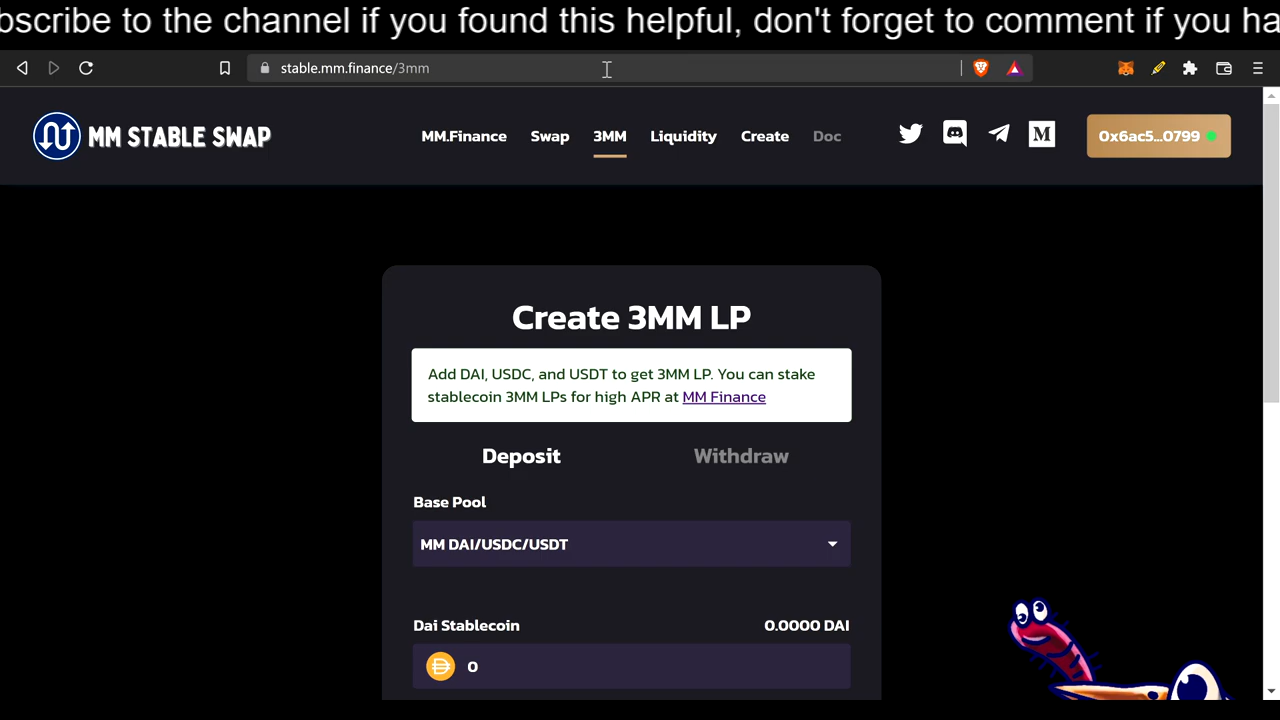 bscribe to the channel if you found this helpful, don't forget to comment if you ha
stable.mm.finance/3mm
MM STABLE SWAP
MM.Finance
Swap
3MM
Liquidity
Create
Doc
M
0x6ac5...0799
Create 3MM LP
Add DAI, USDC, and USDT to get 3MM LP. You can stake
stablecoin 3MM LPs for high APR at MM Finance
Deposit
Withdraw
Base Pool
MM DAI/USDC/USDT
Dai Stablecoin
0.0000 DAI
0